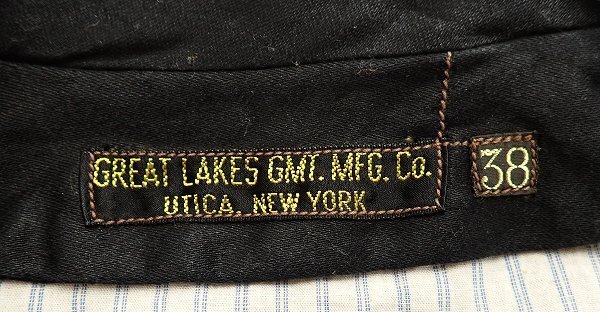 GREAT LAKES GMT. MFG. Co.
UTICA, NEW YORK
38